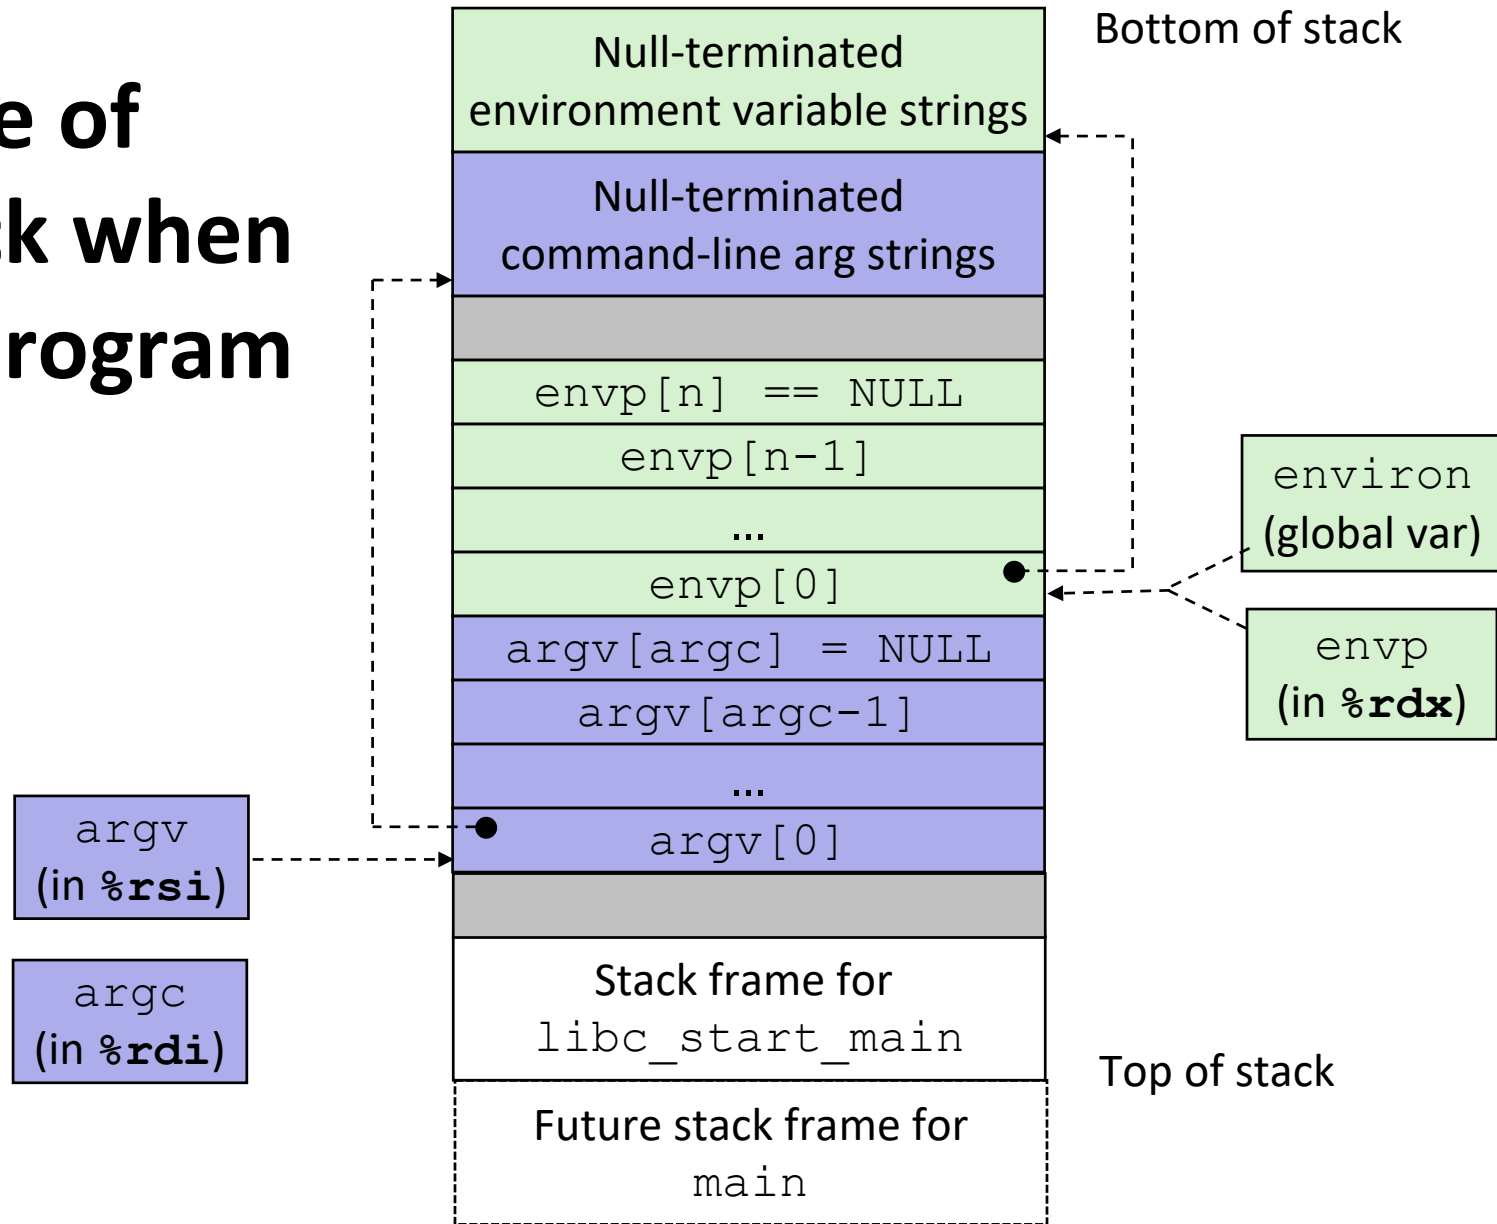 e of
ck when
rogram
Bottom of stack
Null-terminated
environment variable strings
Null-terminated
command-line arg strings
envp[n] == NULL
envp[n-1]
...
envp[0]
argv[argc] = NULL
argv[argc-1]
...
argv[0]
environ
(global var)
envp
(in %rdx)
argv
(in %rsi)
argc
(in %rdi)
Stack frame for
libc_start_main
Top of stack
Future stack frame for
main